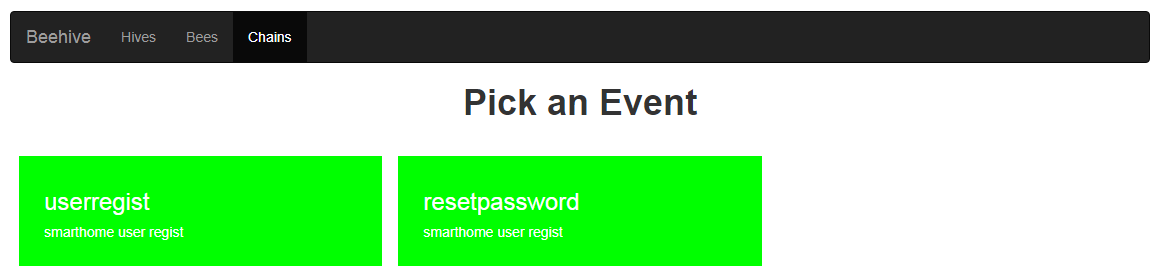 Beehive Hives Bees Chains
Pick an Event
userregist
smarthome user regist
resetpassword
smarthome user regist